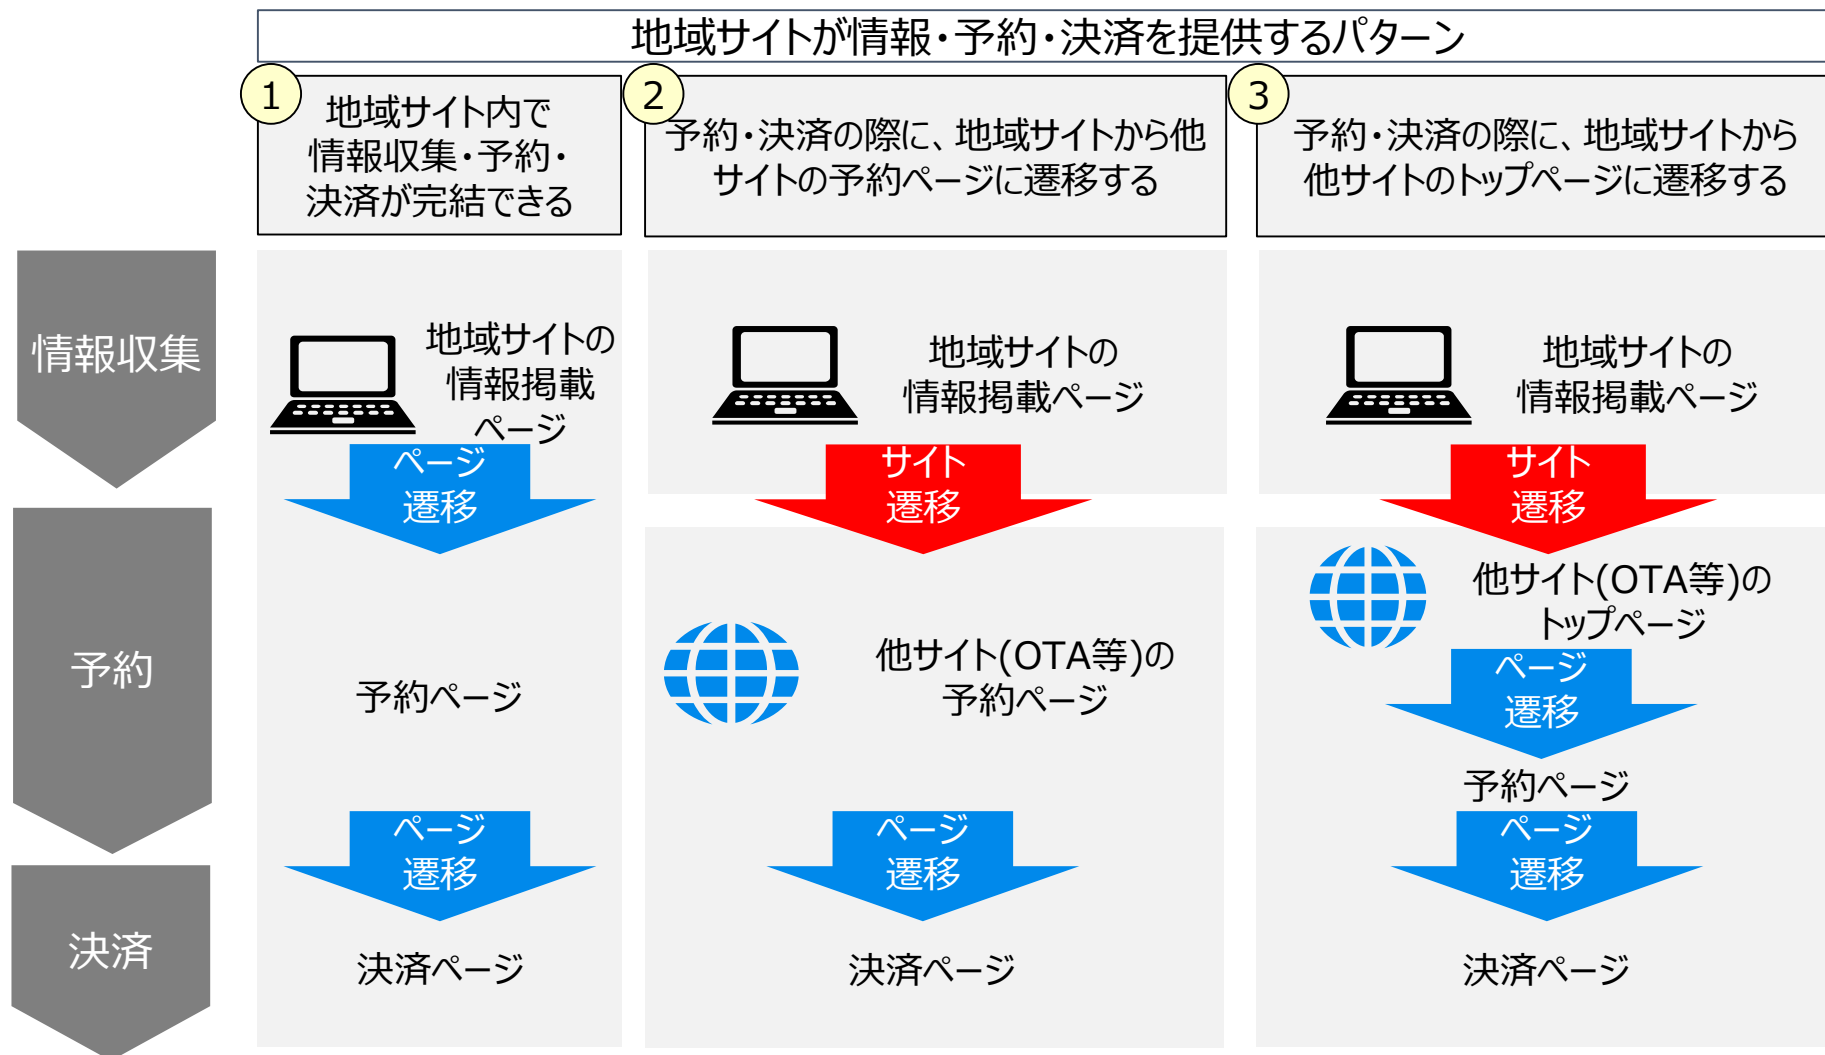 地域サイトが情報・予約・決済を提供するパターン
1
地域サイト内で
情報収集・予約・
決済が完結できる
2
予約・決済の際に、地域サイトから他
サイトの予約ページに遷移する
3
予約・決済の際に、地域サイトから
他サイトのトップページに遷移する
情報収集
地域サイトの
情報掲載
ページ
地域サイトの
情報掲載ページ
地域サイトの
情報掲載ページ
ページ
遷移
サイト
遷移
サイト
遷移
予約
予約ページ
他サイト(OTA等)の
予約ページ
他サイト(OTA等)の
トップページ
ページ
遷移
予約ページ
ページ
遷移
ページ
遷移
ページ
遷移
決済
決済ページ
決済ページ
決済ページ